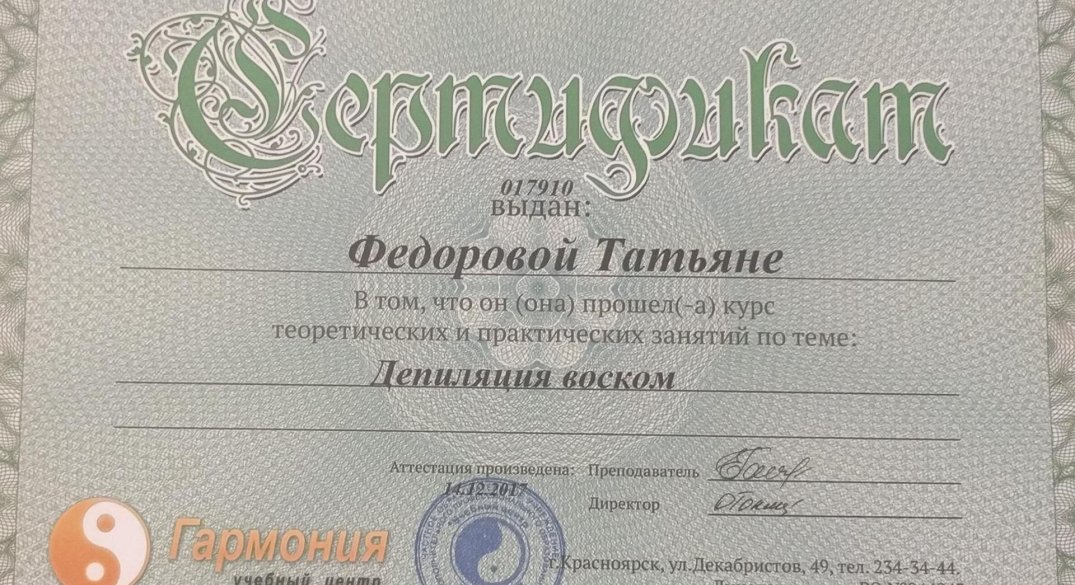 Сертификат
017910
выдан:
Федоровой Татьяне
В том, что он (она) прошел(-а) курс
теоретических и практических занятий по теме:
Депиляция воском
Аттестация произведена: Преподаватель
14.12.2017
Директор
Гармония
учебный центр
г.Красноярск, ул.Декабристов, 49, тел. 234-34-44,